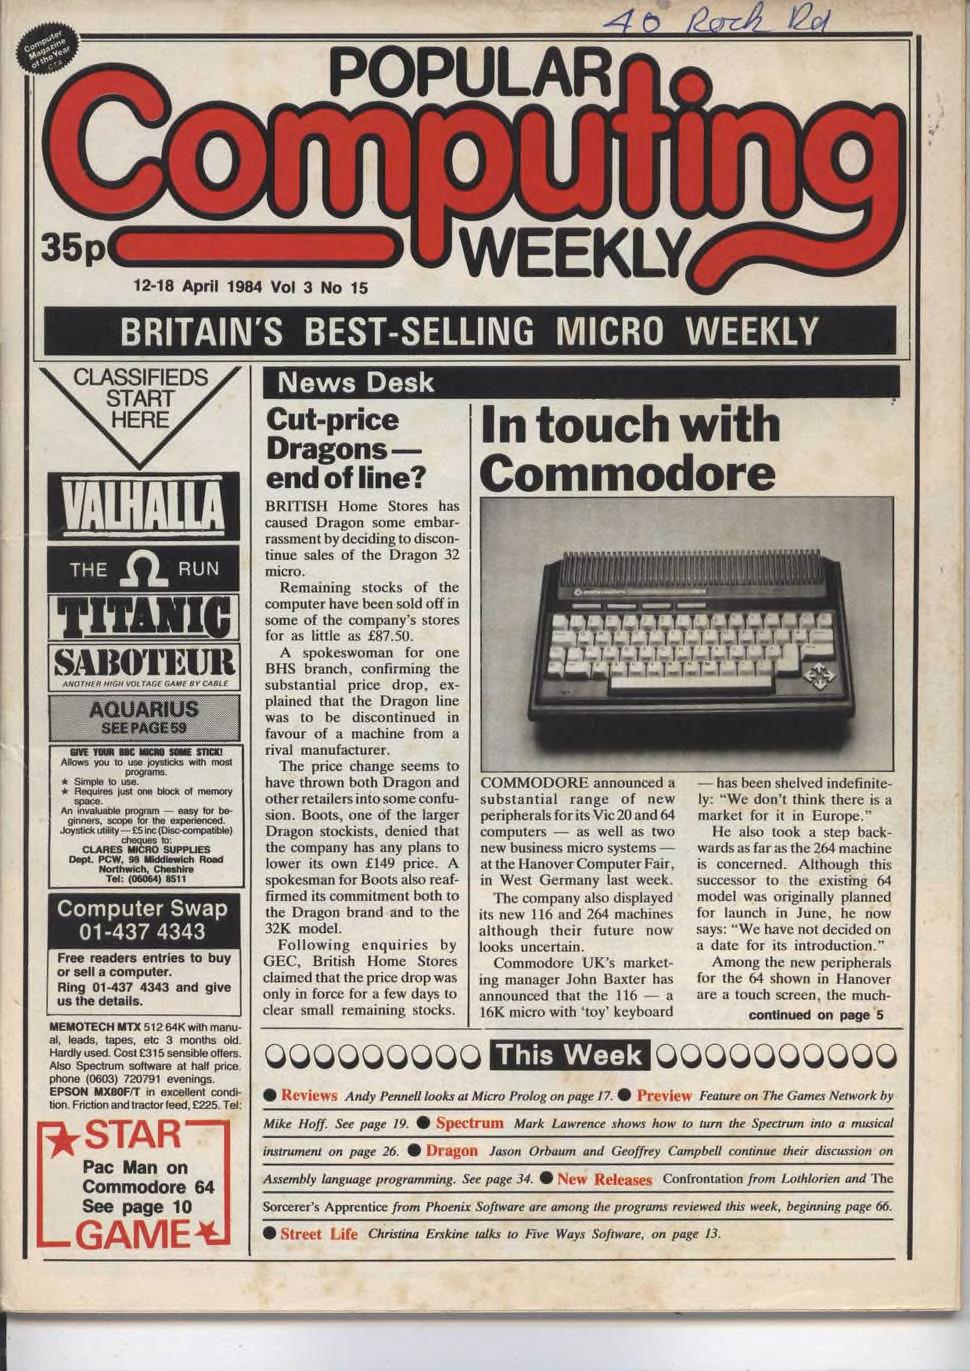 40 Rock Rd
Computer
Magazine
of the Year
POPULAR
Computing
WEEKLY
35p
12-18 April 1984 Vol 3 No 15
BRITAIN'S BEST-SELLING MICRO WEEKLY
CLASSIFIEDS
START
HERE
VALHALLA
THE Ω RUN
TITANIC
SABOTEUR
ANOTHER HIGH VOLTAGE GAME BY CABLE
AQUARIUS
SEE PAGE 59
GIVE YOUR BBC MICRO SOME STICK!
Allows you to use joysticks with most
programs.
★ Simple to use.
★ Requires just one block of memory
space.
An invaluable program — easy for be-
ginners, scope for the experienced.
Joystick utility — £5 inc (Disc-compatible)
cheques to:
CLARES MICRO SUPPLIES
Dept. PCW, 98 Middlewich Road
Northwich, Cheshire
Tel: (06064) 8511
Computer Swap
01-437 4343
Free readers entries to buy
or sell a computer.
Ring 01-437 4343 and give
us the details.
MEMOTECH MTX 512 64K with manu-
al, leads, tapes, etc 3 months old.
Hardly used. Cost £315 sensible offers.
Also Spectrum software at half price.
phone (0603) 720791 evenings.
EPSON MX80F/T in excellent condi-
tion. Friction and tractor feed, £225. Tel:
★STAR
Pac Man on
Commodore 64
See page 10
GAME★
News Desk
Cut-price
Dragons —
end of line?
BRITISH Home Stores has
caused Dragon some embar-
rassment by deciding to discon-
tinue sales of the Dragon 32
micro.
Remaining stocks of the
computer have been sold off in
some of the company's stores
for as little as £87.50.
A spokeswoman for one
BHS branch, confirming the
substantial price drop, ex-
plained that the Dragon line
was to be discontinued in
favour of a machine from a
rival manufacturer.
The price change seems to
have thrown both Dragon and
other retailers into some confu-
sion. Boots, one of the larger
Dragon stockists, denied that
the company has any plans to
lower its own £149 price. A
spokesman for Boots also reaf-
firmed its commitment both to
the Dragon brand and to the
32K model.
Following enquiries by
GEC, British Home Stores
claimed that the price drop was
only in force for a few days to
clear small remaining stocks.
In touch with
Commodore
COMMODORE announced a
substantial range of new
peripherals for its Vic 20 and 64
computers — as well as two
new business micro systems —
at the Hanover Computer Fair,
in West Germany last week.
The company also displayed
its new 116 and 264 machines
although their future now
looks uncertain.
Commodore UK's market-
ing manager John Baxter has
announced that the 116 — a
16K micro with 'toy' keyboard
— has been shelved indefinite-
ly: "We don't think there is a
market for it in Europe."
He also took a step back-
wards as far as the 264 machine
is concerned. Although this
successor to the existing 64
model was originally planned
for launch in June, he now
says: "We have not decided on
a date for its introduction."
Among the new peripherals
for the 64 shown in Hanover
are a touch screen, the much-
continued on page 5
This Week
● Reviews Andy Pennell looks at Micro Prolog on page 17. ● Preview Feature on The Games Network by
Mike Hoff. See page 19. ● Spectrum Mark Lawrence shows how to turn the Spectrum into a musical
instrument on page 26. ● Dragon Jason Orbaum and Geoffrey Campbell continue their discussion on
Assembly language programming. See page 34. ● New Releases Confrontation from Lothlorien and The
Sorcerer's Apprentice from Phoenix Software are among the programs reviewed this week, beginning page 66.
● Street Life Christina Erskine talks to Five Ways Software, on page 13.